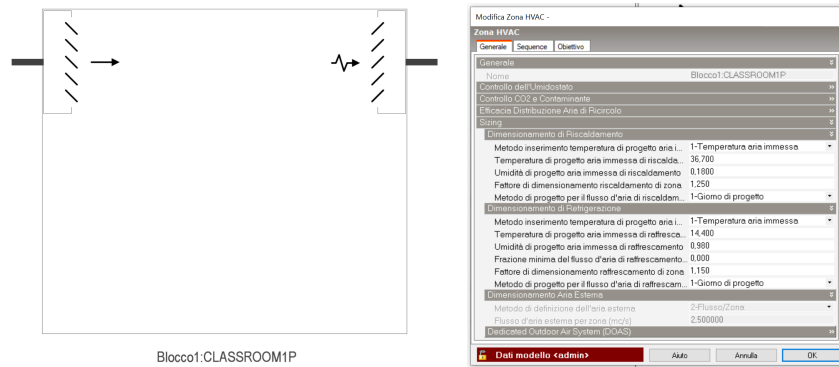 Blocco1:CLASSROOM1P
Modifica Zona HVAC -
Zona HVAC
Generale Sequence Obiettivo
Generale
Nome Blocco1:CLASSROOM1P
Controllo dell'Umidostato
Controllo CO2 e Contaminante
Efficacia Distribuzione Aria di Ricircolo
Sizing
Dimensionamento di Riscaldamento
Metodo inserimento temperatura di progetto aria i... 1-Temperatura aria immessa
Temperatura di progetto aria immessa di riscalda... 36,700
Umidità di progetto aria immessa di riscaldamento 0,1800
Fattore di dimensionamento riscaldamento di zona 1,250
Metodo di progetto per il flusso d'aria di riscaldam... 1-Giorno di progetto
Dimensionamento di Refrigerazione
Metodo inserimento temperatura di progetto aria i... 1-Temperatura aria immessa
Temperatura di progetto aria immessa di raffresca... 14,400
Umidità di progetto aria immessa di raffrescamento 0,980
Frazione minima del flusso d'aria di raffrescamento... 0,000
Fattore di dimensionamento raffrescamento di zona 1,150
Metodo di progetto per il flusso d'aria di raffrescam... 1-Giorno di progetto
Dimensionamento Aria Esterna
Metodo di definizione dell'aria esterna 2-Flusso/Zona
Flusso d'aria esterna per zona (mc/s) 2,500000
Dedicated Outdoor Air System (DOAS)
Dati modello <admin> Aiuto Annulla OK